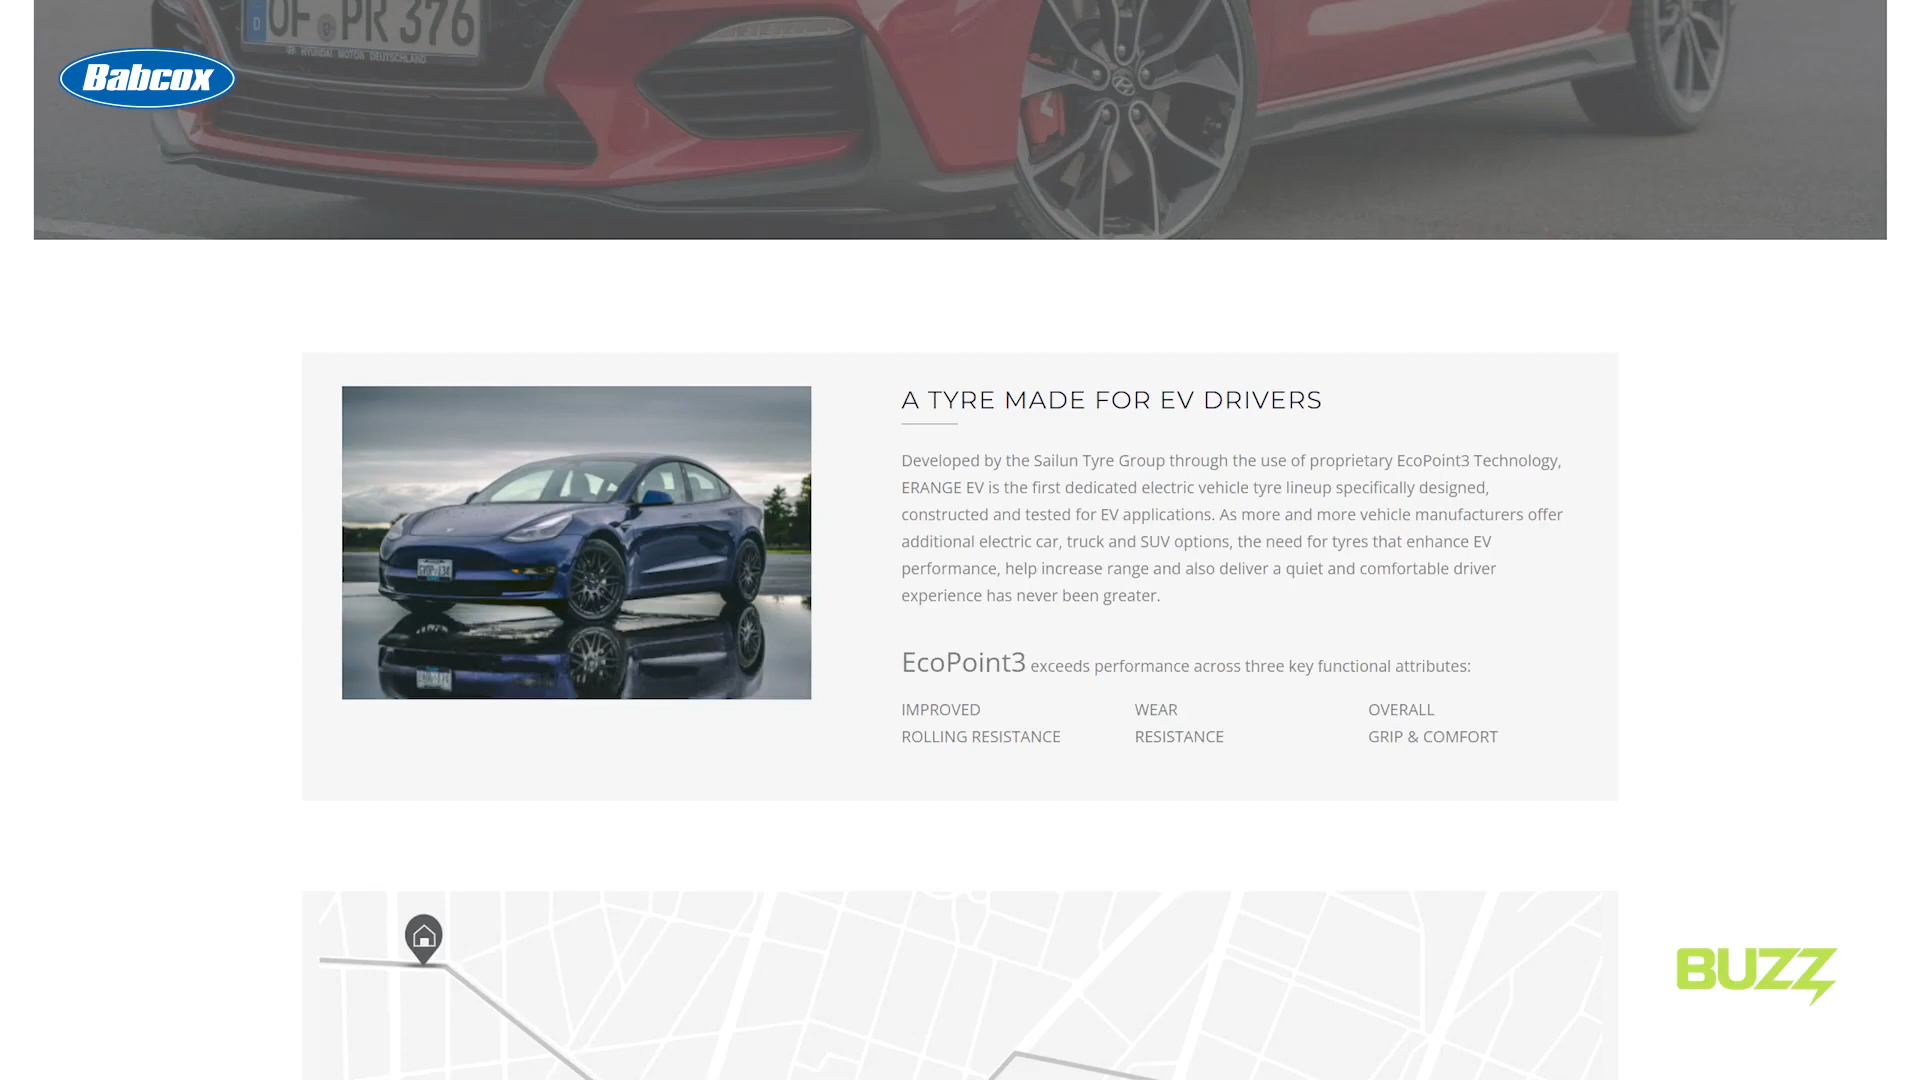 OF PR 376
D
HYUNDAI MOTOR DEUTSCHLAND
Babcox
A TYRE MADE FOR EV DRIVERS
Developed by the Sailun Tyre Group through the use of proprietary EcoPoint3 Technology,
ERANGE EV is the first dedicated electric vehicle tyre lineup specifically designed,
constructed and tested for EV applications. As more and more vehicle manufacturers offer
additional electric car, truck and SUV options, the need for tyres that enhance EV
performance, help increase range and also deliver a quiet and comfortable driver
experience has never been greater.
EcoPoint3 exceeds performance across three key functional attributes:
IMPROVED WEAR OVERALL
ROLLING RESISTANCE RESISTANCE GRIP & COMFORT
BUZZ